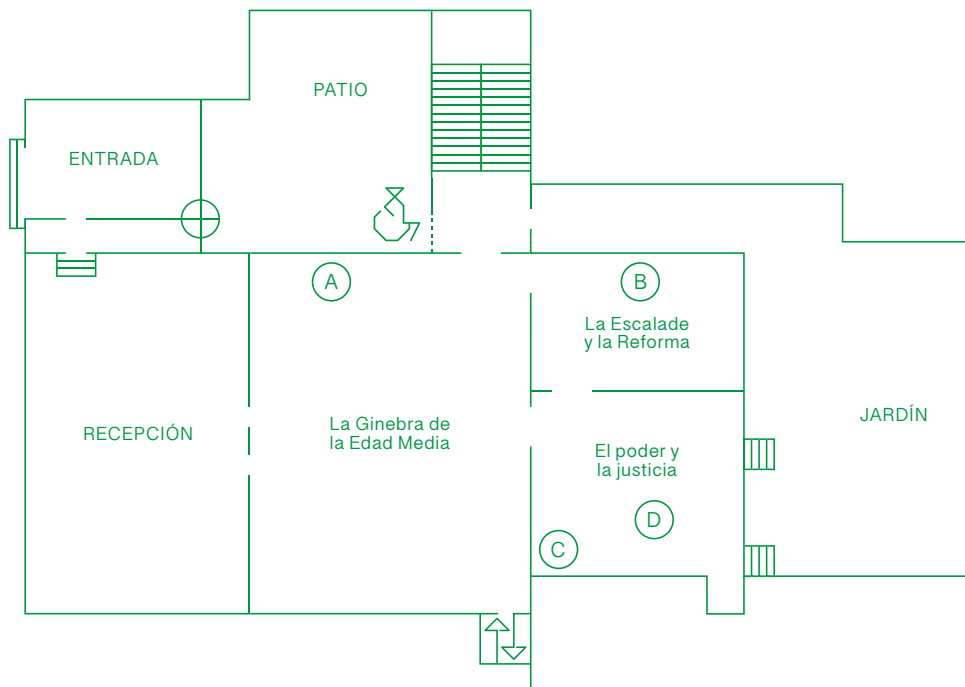 PATIO
ENTRADA
A
B
La Escalade
y la Reforma
RECEPCIÓN
La Ginebra de
la Edad Media
JARDÍN
El poder y
la justicia
D
C